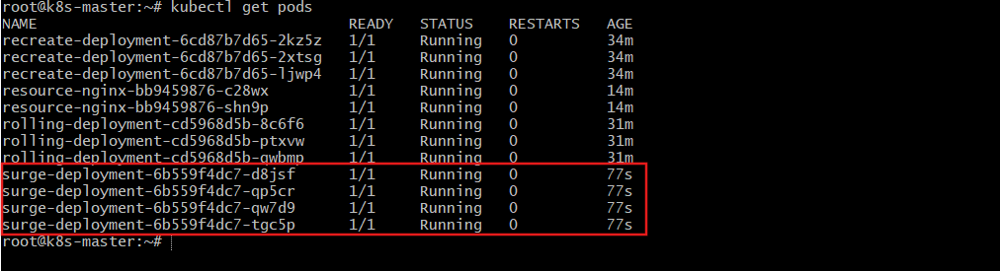 root@k8s-master:~# kubectl get pods
NAME READY STATUS RESTARTS AGE
recreate-deployment-6cd87b7d65-2kz5z 1/1 Running 0 34m
recreate-deployment-6cd87b7d65-2xtsg 1/1 Running 0 34m
recreate-deployment-6cd87b7d65-ljwp4 1/1 Running 0 34m
resource-nginx-bb9459876-c28wx 1/1 Running 0 14m
resource-nginx-bb9459876-shn9p 1/1 Running 0 14m
rolling-deployment-cd5968d5b-8c6f6 1/1 Running 0 31m
rolling-deployment-cd5968d5b-ptxvw 1/1 Running 0 31m
rolling-deployment-cd5968d5b-qwbmp 1/1 Running 0 31m
surge-deployment-6b559f4dc7-d8jsf 1/1 Running 0 77s
surge-deployment-6b559f4dc7-qp5cr 1/1 Running 0 77s
surge-deployment-6b559f4dc7-qw7d9 1/1 Running 0 77s
surge-deployment-6b559f4dc7-tgc5p 1/1 Running 0 77s
root@k8s-master:~#